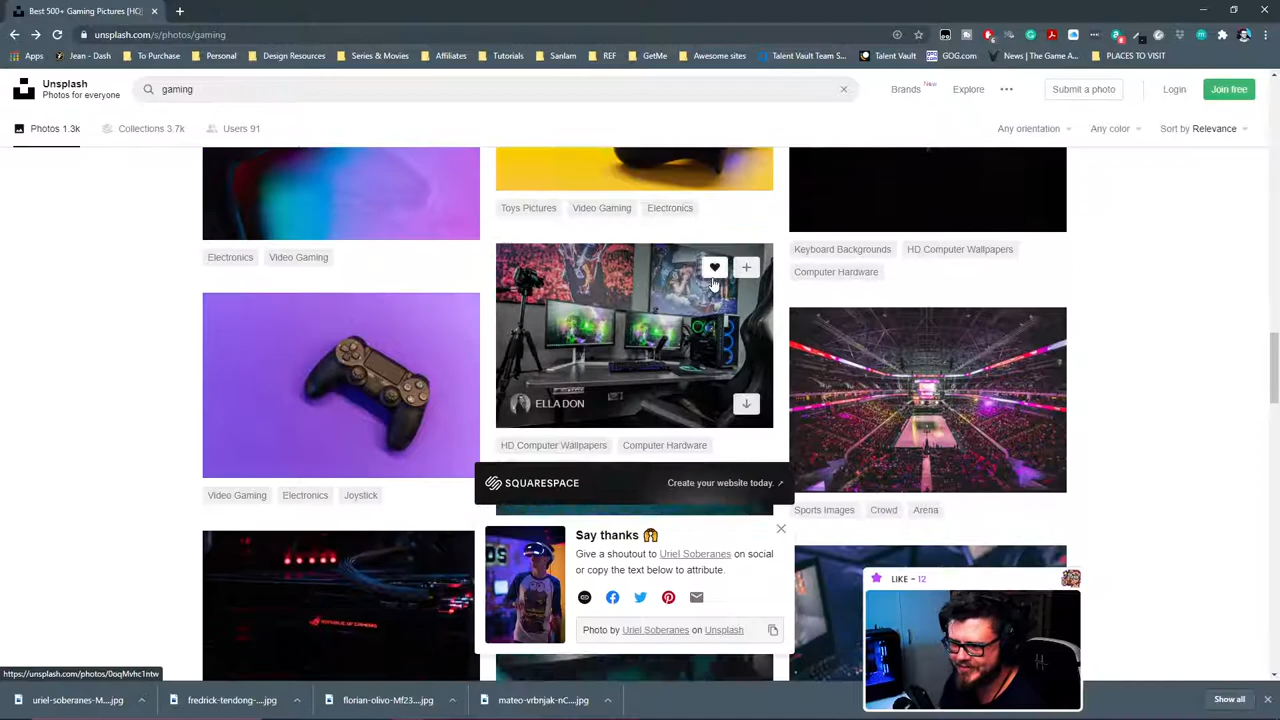 Best 500+ Gaming Pictures [HQ]
unsplash.com/s/photos/gaming
Apps
Jean - Dash
To Purchase
Personal
Design Resources
Series & Movies
Affiliates
Tutorials
Sanlam
REF
GetMe
Awesome sites
Talent Vault Team S...
Talent Vault
GOG.com
News | The Game A...
PLACES TO VISIT
Unsplash
Photos for everyone
gaming
Brands New
Explore
Submit a photo
Login
Join free
Photos 1.3k
Collections 3.7k
Users 91
Any orientation
Any color
Sort by Relevance
Toys Pictures
Video Gaming
Electronics
Electronics
Video Gaming
Keyboard Backgrounds
HD Computer Wallpapers
Computer Hardware
ELLA DON
HD Computer Wallpapers
Computer Hardware
SQUARESPACE
Create your website today.
Video Gaming
Electronics
Joystick
Sports Images
Crowd
Arena
Say thanks
Give a shoutout to Uriel Soberanes on social
or copy the text below to attribute.
Photo by Uriel Soberanes on Unsplash
REPUBLIC OF GAMERS
LIKE - 12
https://unsplash.com/photos/0oqMvhc1ntw
uriel-soberanes-M....jpg
fredrick-tendong-....jpg
florian-olivo-Mf23....jpg
mateo-vrbnjak-nC....jpg
Show all